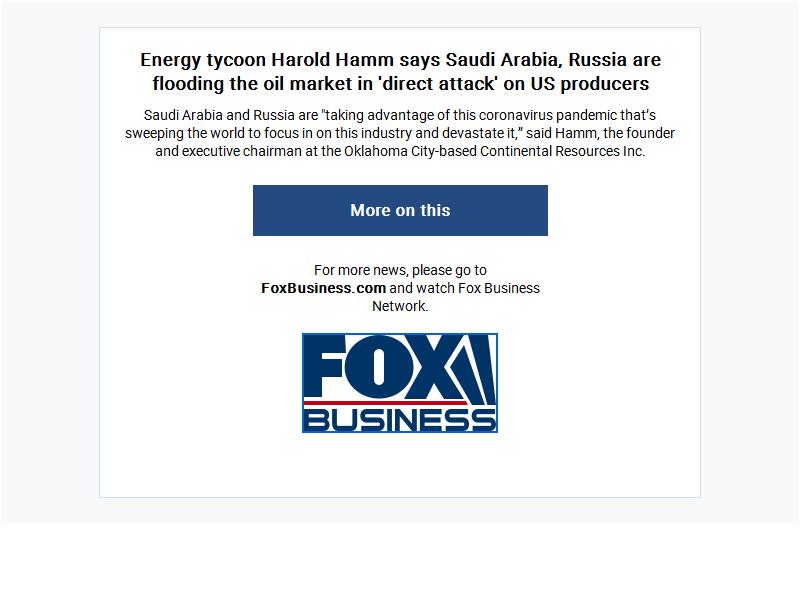 Energy tycoon Harold Hamm says Saudi Arabia, Russia are
flooding the oil market in 'direct attack' on US producers
Saudi Arabia and Russia are "taking advantage of this coronavirus pandemic that’s
sweeping the world to focus in on this industry and devastate it,” said Hamm, the founder
and executive chairman at the Oklahoma City-based Continental Resources Inc.
More on this
For more news, please go to
FoxBusiness.com and watch Fox Business
Network.
FOX
BUSINESS